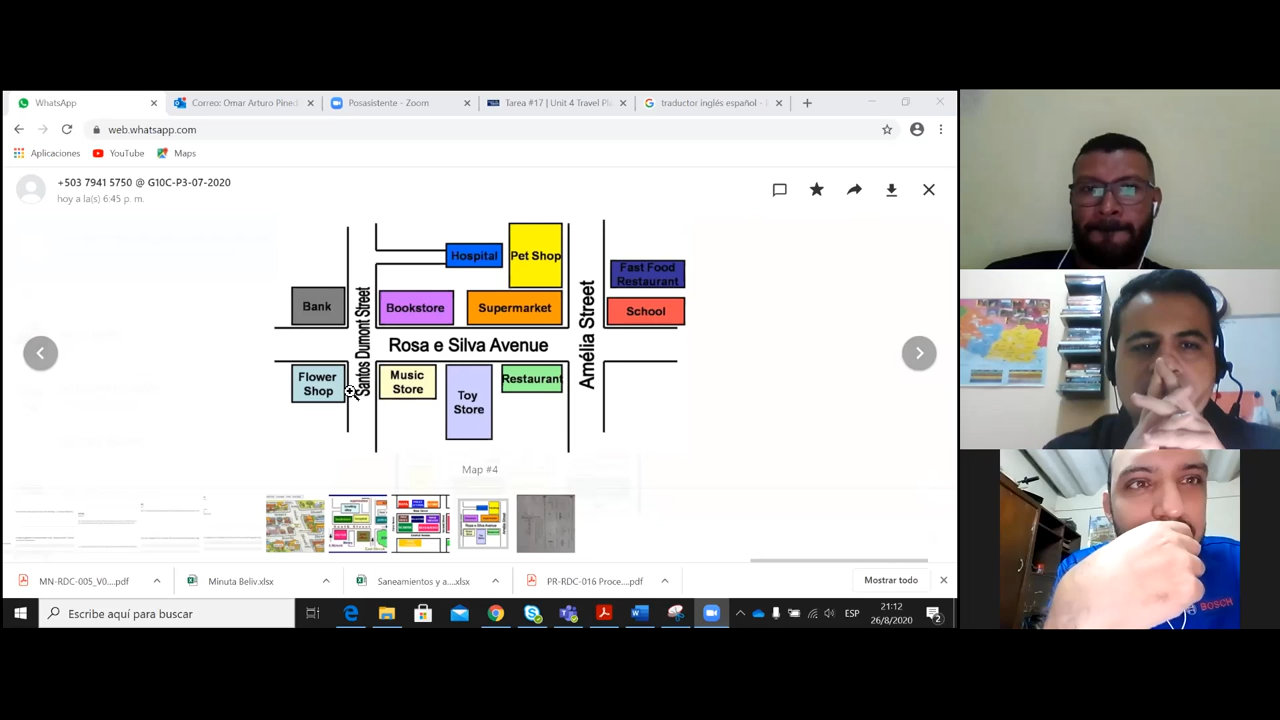 WhatsApp
Correo: Omar Arturo Pined
Posasistente - Zoom
Tarea #17 | Unit 4 Travel Pl
traductor inglés español -
web.whatsapp.com
Aplicaciones
YouTube
Maps
+503 7941 5750 @ G10C-P3-07-2020
hoy a la(s) 6:45 p. m.
Hospital
Pet Shop
Fast Food
Restaurant
Bank
Santos Dumont Street
Bookstore
Supermarket
Amélia Street
School
Rosa e Silva Avenue
Flower
Shop
Music
Store
Toy
Store
Restaurant
Map #4
MN-RDC-005_V0....pdf
Minuta Beliv.xlsx
Saneamientos y a....xlsx
PR-RDC-016 Proce....pdf
Mostrar todo
Escribe aquí para buscar
ESP
21:12
26/8/2020
2
BOSCH